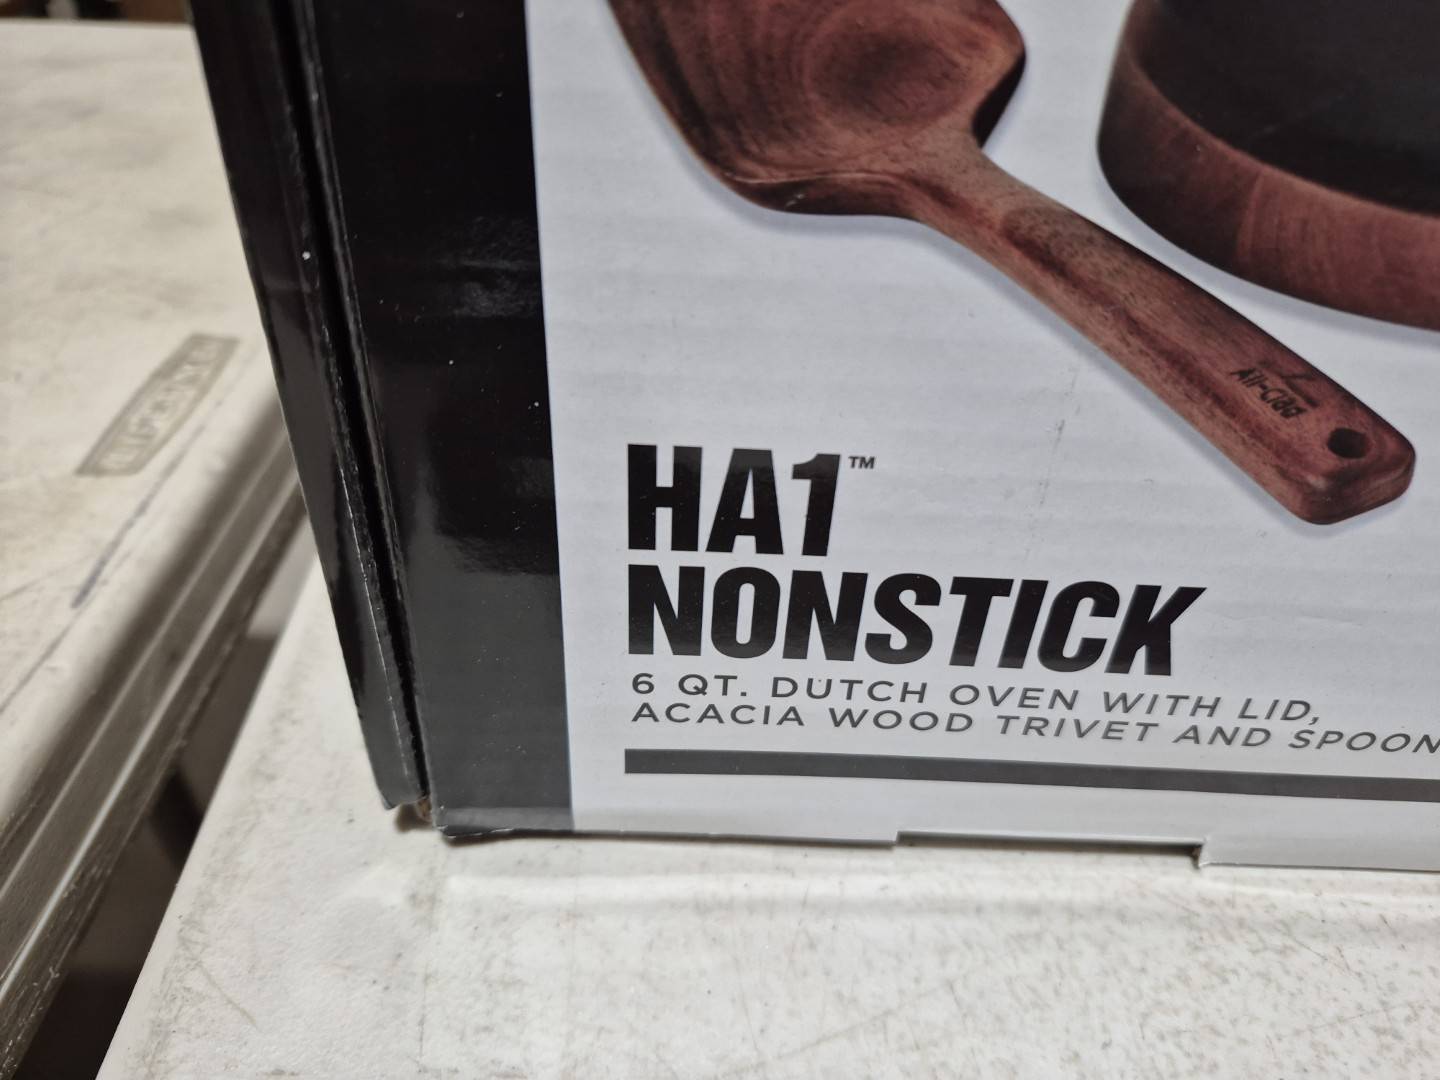 All-Clad
HA1™
NONSTICK
6 QT. DUTCH OVEN WITH LID,
ACACIA WOOD TRIVET AND SPOON